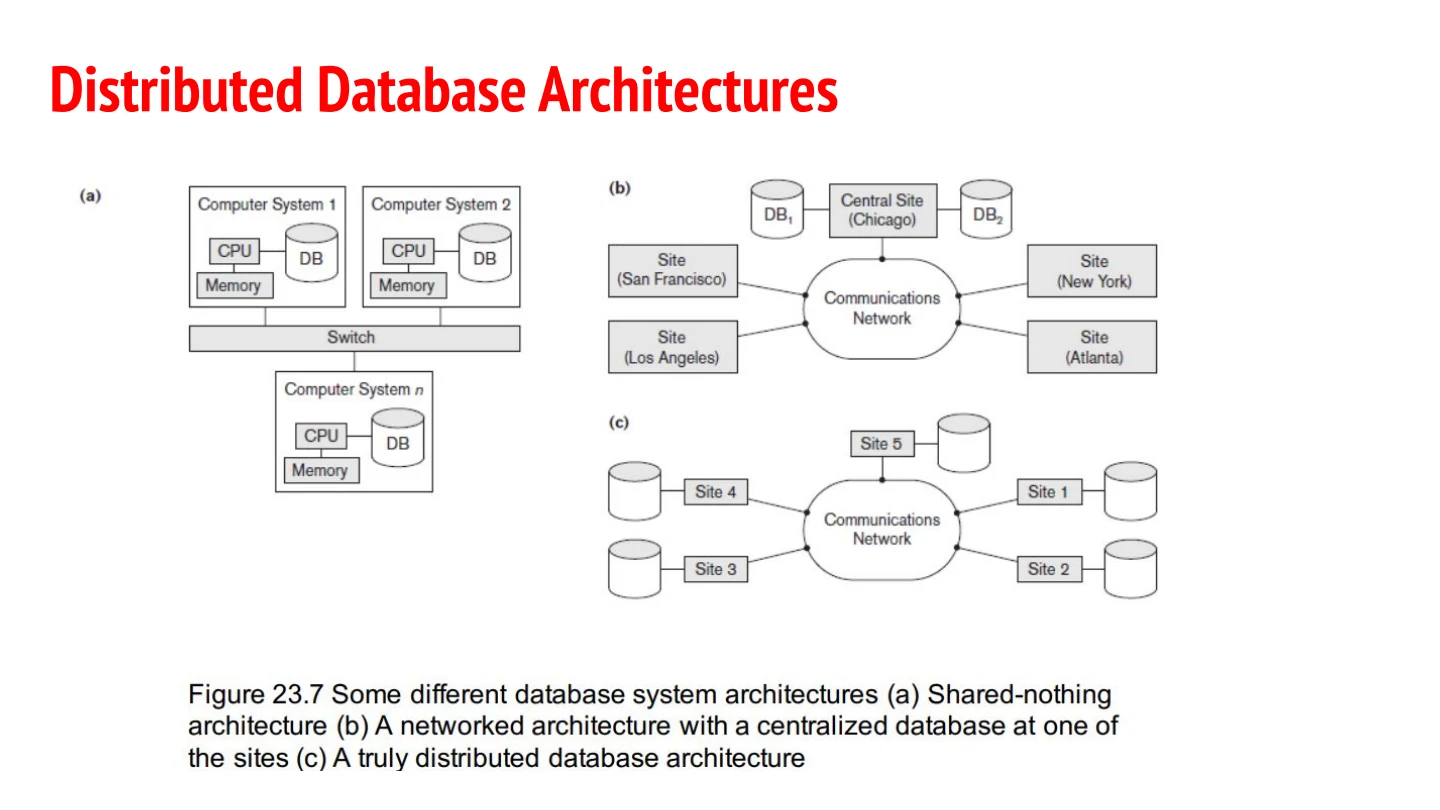 Distributed Database Architectures
(a)
Computer System 1
CPU
DB
Memory
Computer System 2
CPU
DB
Memory
Switch
Computer System n
CPU
DB
Memory
(b)
DB1
Central Site
(Chicago)
DB2
Site
(San Francisco)
Site
(New York)
Communications
Network
Site
(Los Angeles)
Site
(Atlanta)
(c)
Site 5
Site 4
Site 1
Communications
Network
Site 3
Site 2
Figure 23.7 Some different database system architectures (a) Shared-nothing
architecture (b) A networked architecture with a centralized database at one of
the sites (c) A truly distributed database architecture